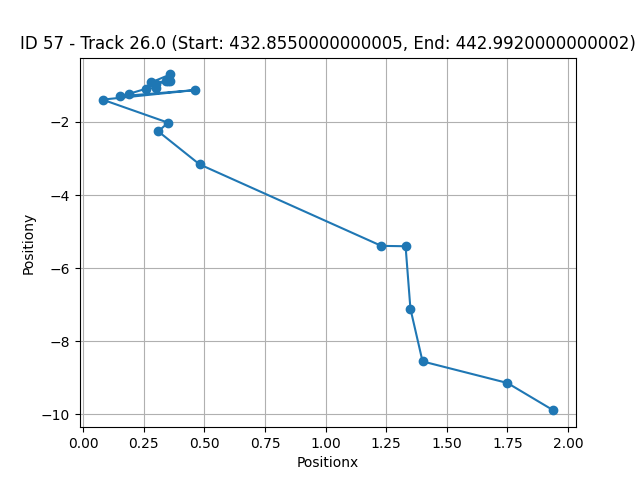 ID 57 - Track 26.0 (Start: 432.8550000000005, End: 442.9920000000002)
−2
−4
−6
−8
−10
Positiony
0.00 0.25 0.50 0.75 1.00 1.25 1.50 1.75 2.00
Positionx